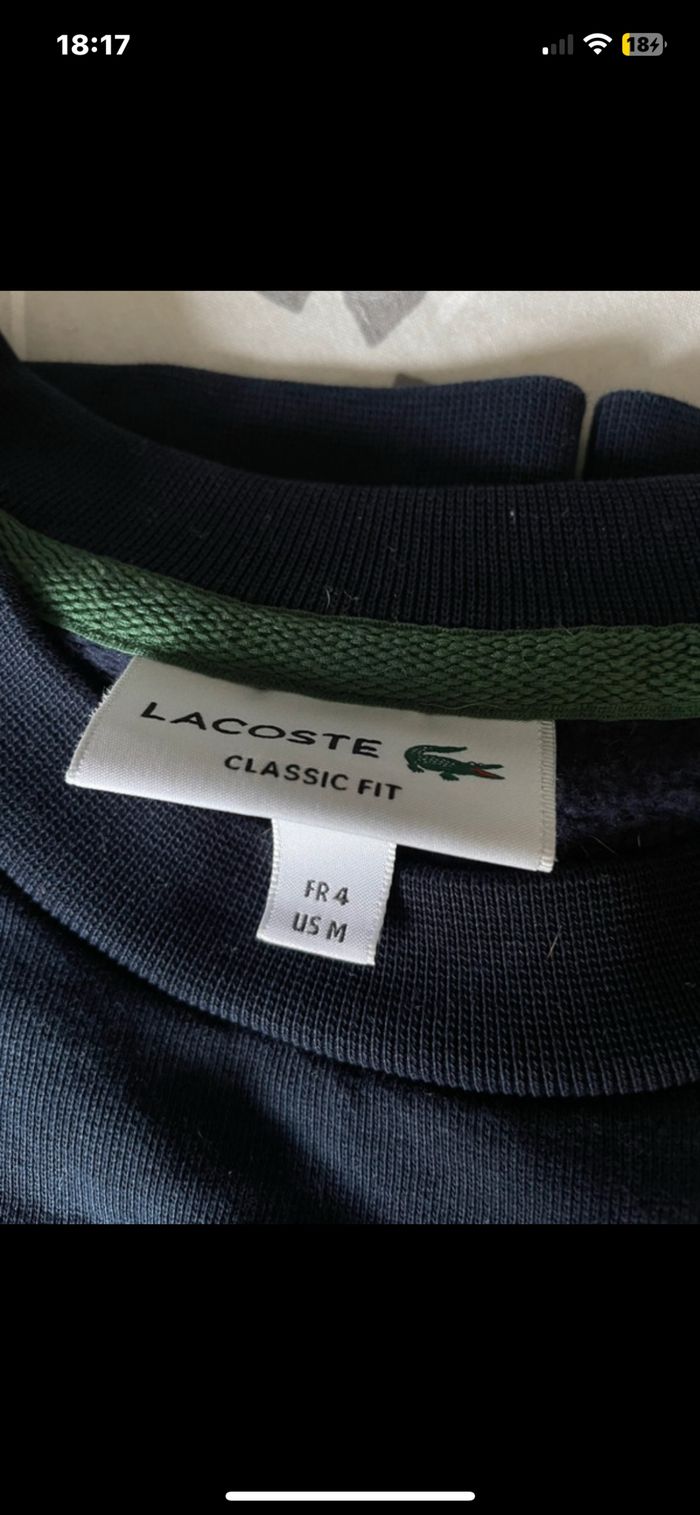 18:17
18
LACOSTE
CLASSIC FIT
FR 4
US M